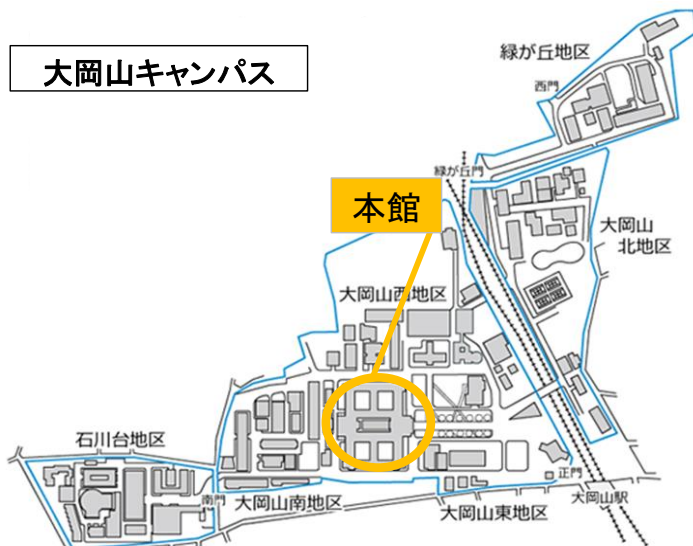 大岡山キャンパス
緑が丘地区
西門
緑が丘門
本館
大岡山
北地区
大岡山西地区
石川台地区
南門
大岡山南地区
大岡山東地区
正門
大岡山駅